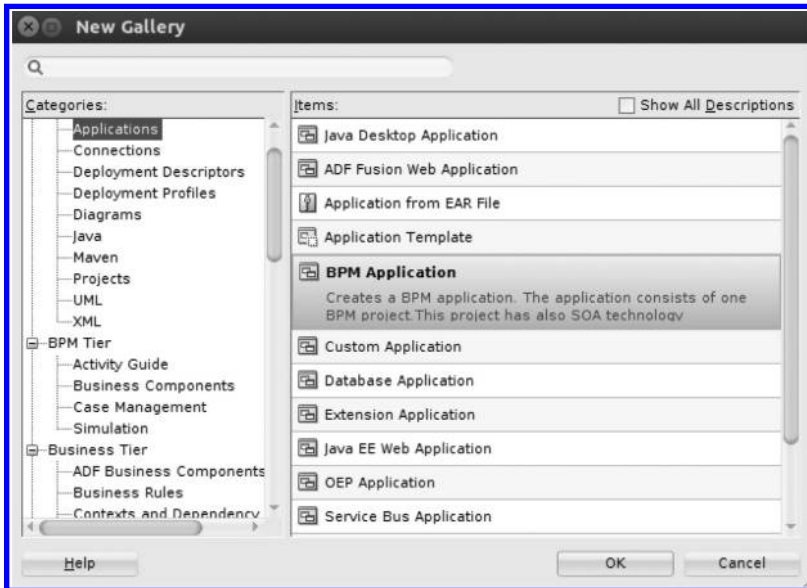 New Gallery
Categories:
Applications
Connections
Deployment Descriptors
Deployment Profiles
Diagrams
Java
Maven
Projects
UML
XML
BPM Tier
Activity Guide
Business Components
Case Management
Simulation
Business Tier
ADF Business Components
Business Rules
Contexts and Dependency
Items:
Show All Descriptions
Java Desktop Application
ADF Fusion Web Application
Application from EAR File
Application Template
BPM Application
Creates a BPM application. The application consists of one
BPM project.This project has also SOA technology
Custom Application
Database Application
Extension Application
Java EE Web Application
OEP Application
Service Bus Application
Help
OK
Cancel